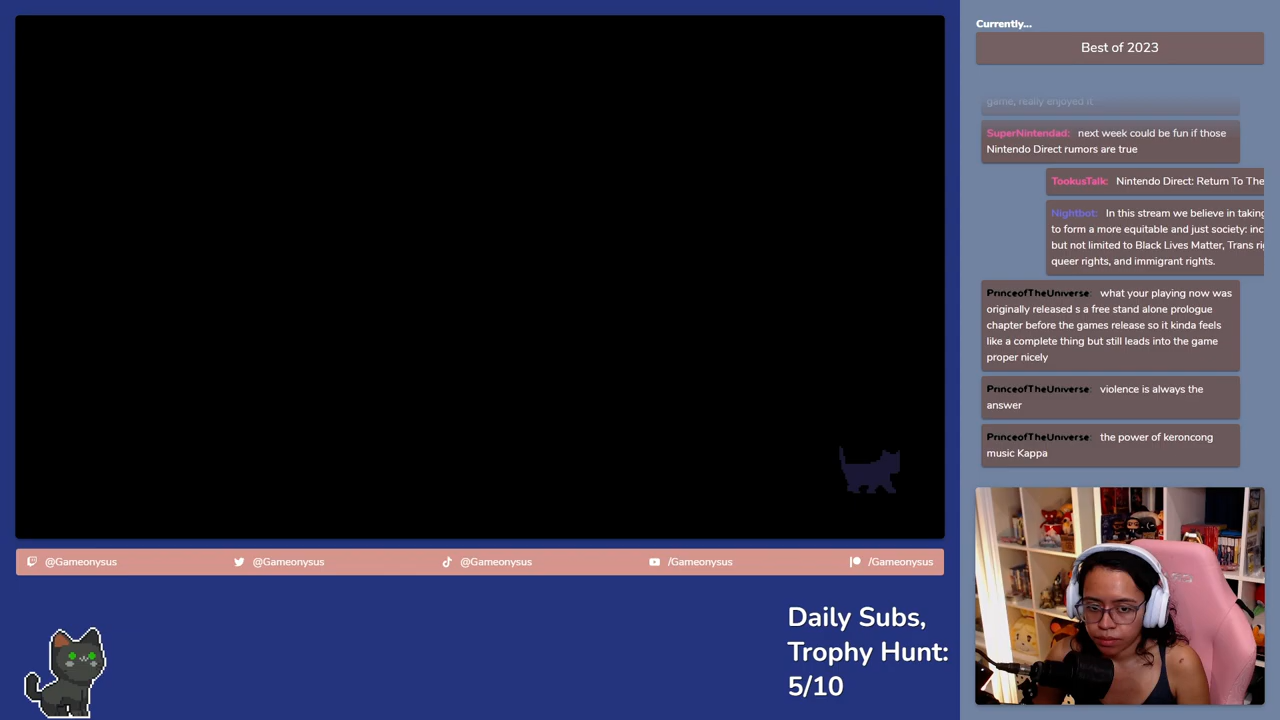 Currently...
Best of 2023
game, really enjoyed it
SuperNintendad: next week could be fun if those
Nintendo Direct rumors are true
TookusTalk: Nintendo Direct: Return To The
Nightbot: In this stream we believe in taking
to form a more equitable and just society: inc
but not limited to Black Lives Matter, Trans ri
queer rights, and immigrant rights.
PrinceofTheUniverse: what your playing now was
originally released s a free stand alone prologue
chapter before the games release so it kinda feels
like a complete thing but still leads into the game
proper nicely
PrinceofTheUniverse: violence is always the
answer
PrinceofTheUniverse: the power of keroncong
music Kappa
@Gameonysus @Gameonysus @Gameonysus /Gameonysus /Gameonysus
Daily Subs,
Trophy Hunt:
5/10